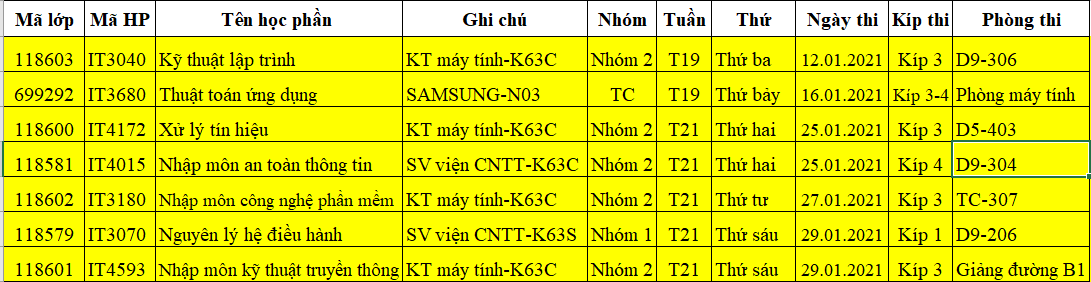 Mã lớp Mã HP Tên học phần Ghi chú Nhóm Tuần Thứ Ngày thi Kíp thi Phòng thi
118603 IT3040 Kỹ thuật lập trình KT máy tính-K63C Nhóm 2 T19 Thứ ba 12.01.2021 Kíp 3 D9-306
699292 IT3680 Thuật toán ứng dụng SAMSUNG-N03 TC T19 Thứ bảy 16.01.2021 Kíp 3-4 Phòng máy tính
118600 IT4172 Xử lý tín hiệu KT máy tính-K63C Nhóm 2 T21 Thứ hai 25.01.2021 Kíp 3 D5-403
118581 IT4015 Nhập môn an toàn thông tin SV viện CNTT-K63C Nhóm 2 T21 Thứ hai 25.01.2021 Kíp 4 D9-304
118602 IT3180 Nhập môn công nghệ phần mềm KT máy tính-K63C Nhóm 2 T21 Thứ tư 27.01.2021 Kíp 3 TC-307
118579 IT3070 Nguyên lý hệ điều hành SV viện CNTT-K63S Nhóm 1 T21 Thứ sáu 29.01.2021 Kíp 1 D9-206
118601 IT4593 Nhập môn kỹ thuật truyền thông KT máy tính-K63C Nhóm 2 T21 Thứ sáu 29.01.2021 Kíp 3 Giảng đường B1